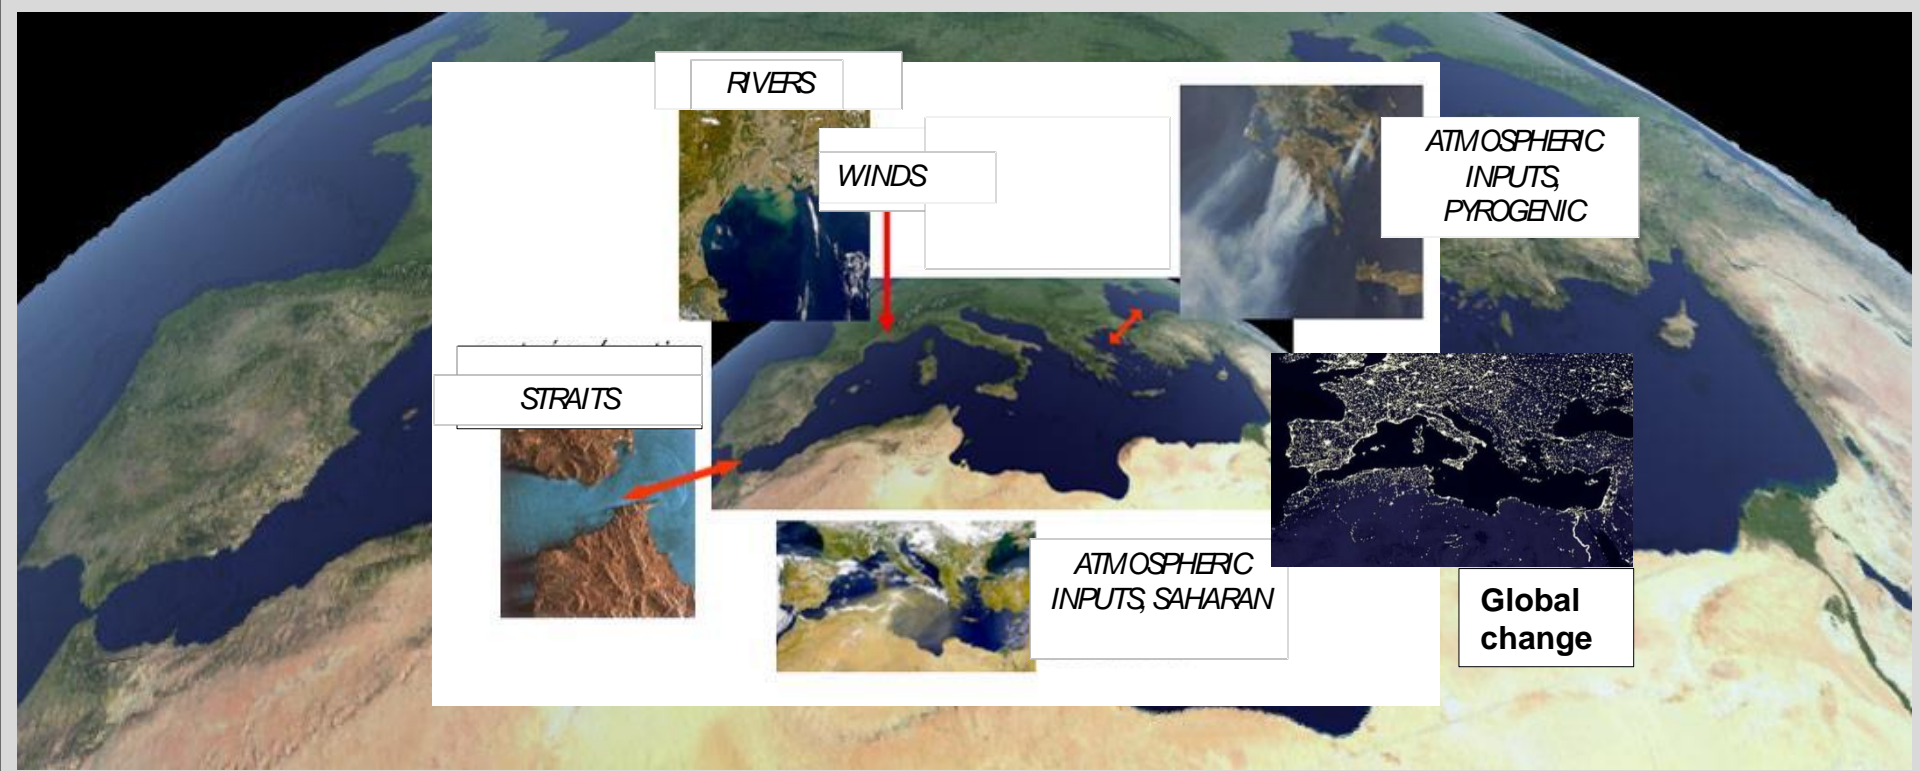 RIVERS
WINDS
ATMOSPHERIC
INPUTS,
PYROGENIC
STRAITS
ATMOSPHERIC
INPUTS, SAHARAN
Global
change